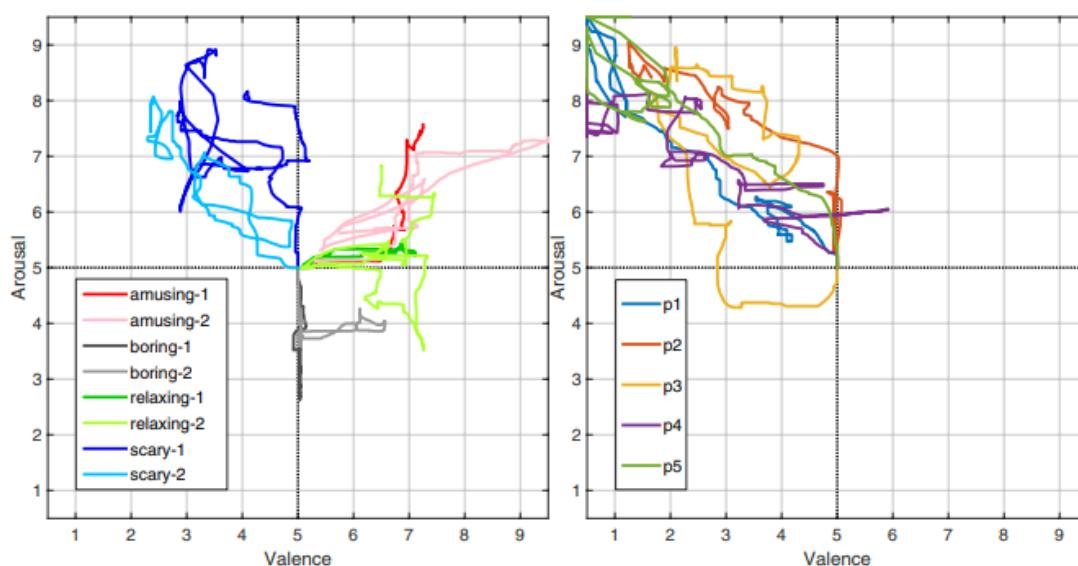 Arousal
9
8
7
6
5
4
3
2
1
amusing-1
amusing-2
boring-1
boring-2
relaxing-1
relaxing-2
scary-1
scary-2
1 2 3 4 5 6 7 8 9
Valence
Arousal
9
8
7
6
5
4
3
2
1
p1
p2
p3
p4
p5
1 2 3 4 5 6 7 8 9
Valence